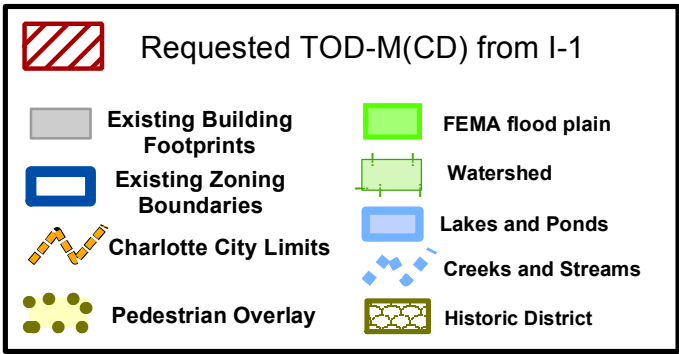 Requested TOD-M(CD) from I-1
Existing Building
Footprints
Existing Zoning
Boundaries
Charlotte City Limits
Pedestrian Overlay
FEMA flood plain
Watershed
Lakes and Ponds
Creeks and Streams
Historic District